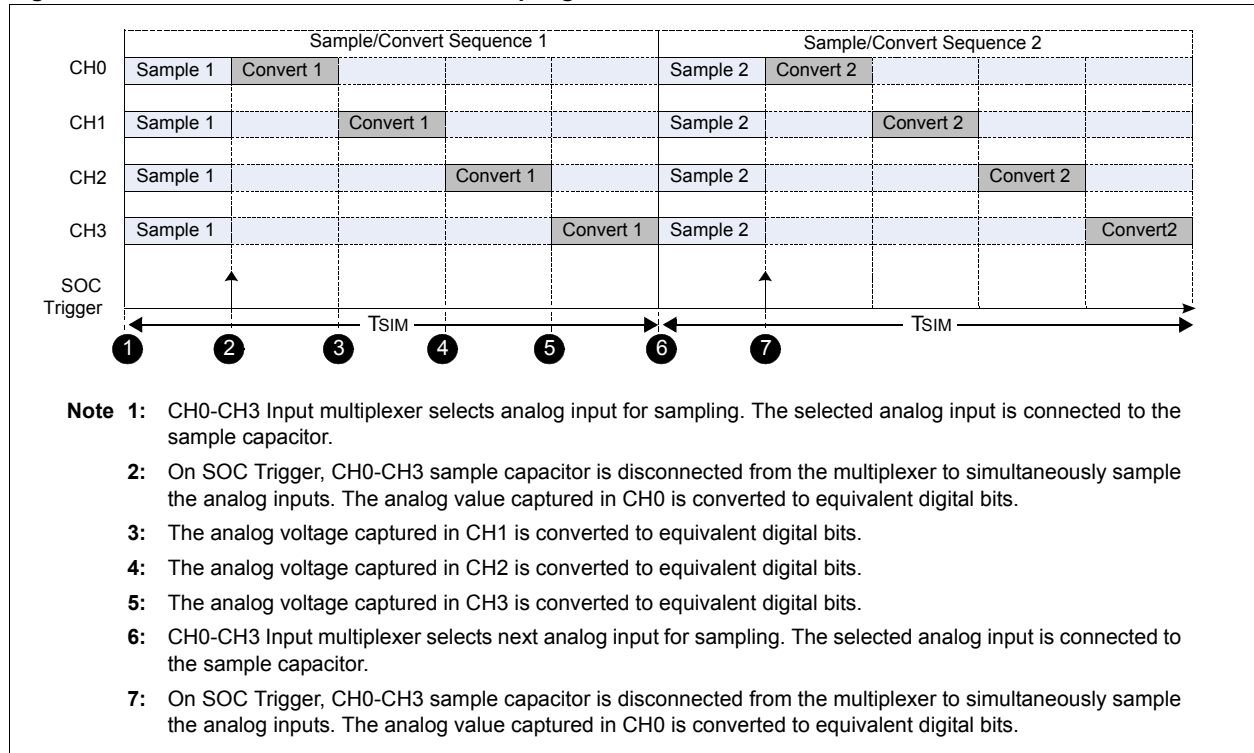 Sample/Convert Sequence 1 Sample/Convert Sequence 2
CH0 Sample 1 Convert 1 Sample 2 Convert 2
CH1 Sample 1 Convert 1 Sample 2 Convert 2
CH2 Sample 1 Convert 1 Sample 2 Convert 2
CH3 Sample 1 Convert 1 Sample 2 Convert2
SOC
Trigger
TSIM TSIM
1 2 3 4 5 6 7
Note 1: CH0-CH3 Input multiplexer selects analog input for sampling. The selected analog input is connected to the
sample capacitor.
2: On SOC Trigger, CH0-CH3 sample capacitor is disconnected from the multiplexer to simultaneously sample
the analog inputs. The analog value captured in CH0 is converted to equivalent digital bits.
3: The analog voltage captured in CH1 is converted to equivalent digital bits.
4: The analog voltage captured in CH2 is converted to equivalent digital bits.
5: The analog voltage captured in CH3 is converted to equivalent digital bits.
6: CH0-CH3 Input multiplexer selects next analog input for sampling. The selected analog input is connected to
the sample capacitor.
7: On SOC Trigger, CH0-CH3 sample capacitor is disconnected from the multiplexer to simultaneously sample
the analog inputs. The analog value captured in CH0 is converted to equivalent digital bits.